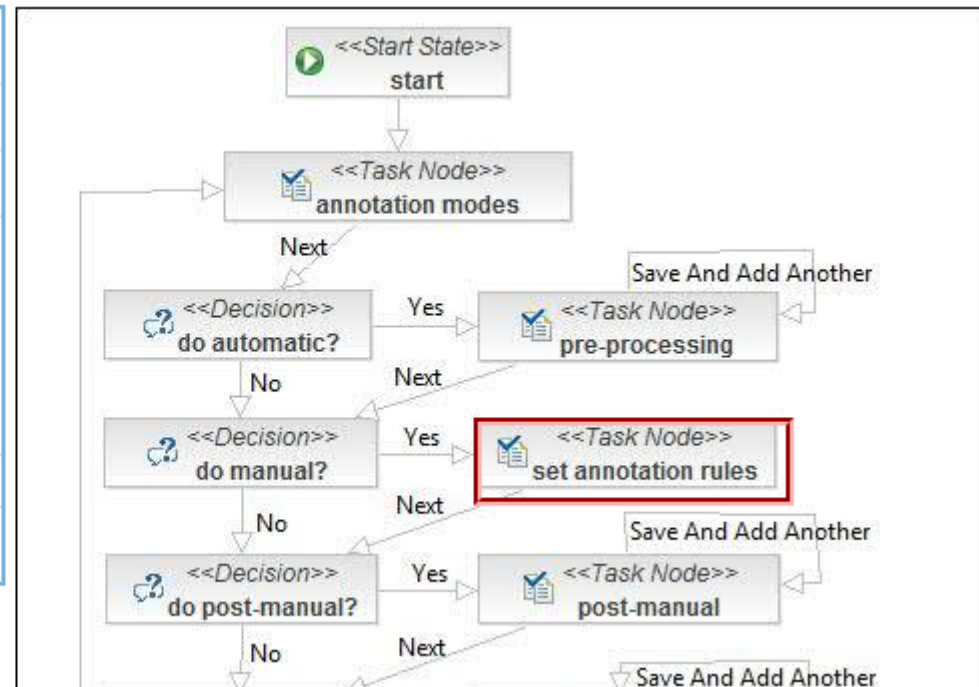 <<Start State>>
start
<<Task Node>>
annotation modes
Next
Save And Add Another
<<Decision>>
do automatic?
Yes
<<Task Node>>
pre-processing
No
Next
<<Decision>>
do manual?
Yes
<<Task Node>>
set annotation rules
No
Next
Save And Add Another
<<Decision>>
do post-manual?
Yes
<<Task Node>>
post-manual
No
Next
Save And Add Another